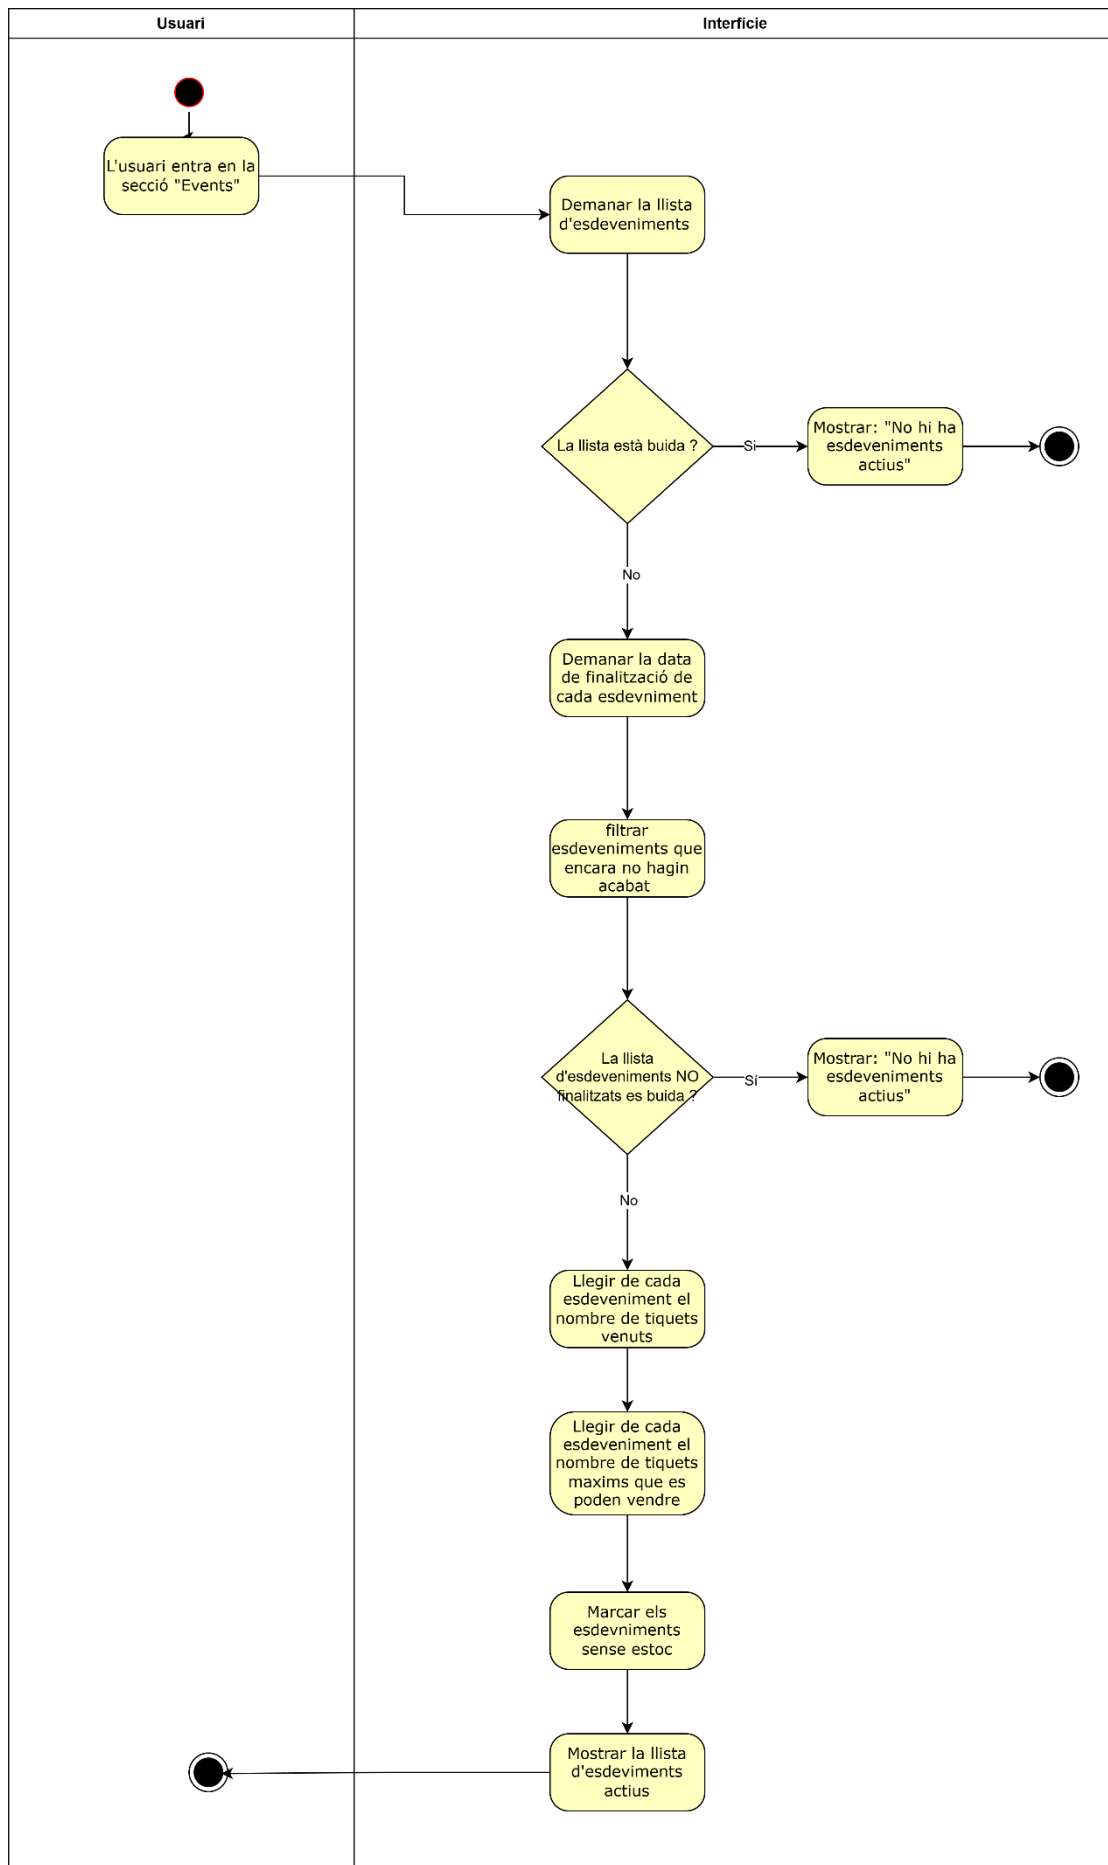 Usuari
Interfície
L'usuari entra en la
secció "Events"
Demanar la llista
d'esdeveniments
La llista està buida ?
Si
Mostrar: "No hi ha
esdeveniments
actius"
No
Demanar la data
de finalització de
cada esdevniment
filtrar
esdeveniments que
encara no hagin
acabat
La llista
d'esdeveniments NO
finalitzats es buida ?
Sí
Mostrar: "No hi ha
esdeveniments
actius"
No
Llegir de cada
esdeveniment el
nombre de tiquets
venuts
Llegir de cada
esdeveniment el
nombre de tiquets
maxims que es
poden vendre
Marcar els
esdevniments
sense estoc
Mostrar la llista
d'esdeviments
actius